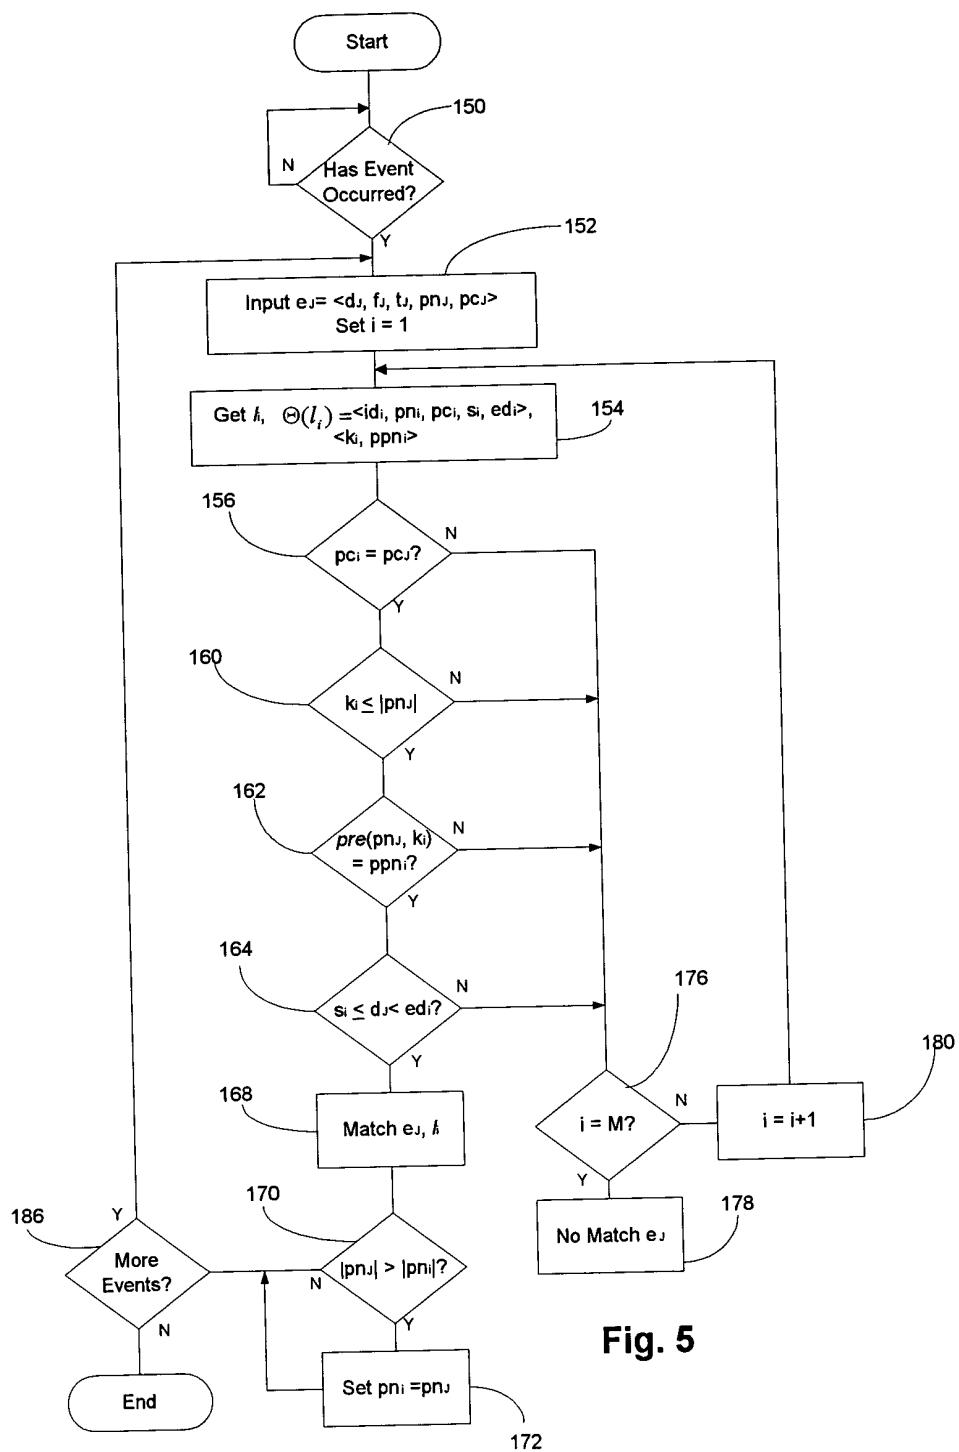 Start
150
N
Has Event
Occurred?
Y
152
Input eJ= <dJ, fJ, tJ, pnJ, pcJ>
Set i = 1
Get li, Θ(li) =<idi, pni, pci, si, edi>,
<ki, ppni>
154
156
N
pci = pcJ?
Y
160
N
ki ≤ |pnJ|
Y
162
N
pre(pnJ, ki)
= ppni?
Y
164
N
si ≤ dJ< edi?
Y
176
180
168
Match eJ, li
i = M?
N
i = i+1
Y
170
178
No Match eJ
186
Y
More
Events?
|pnJ| > |pni|?
N
Y
N
Fig. 5
End
Set pni =pnJ
172